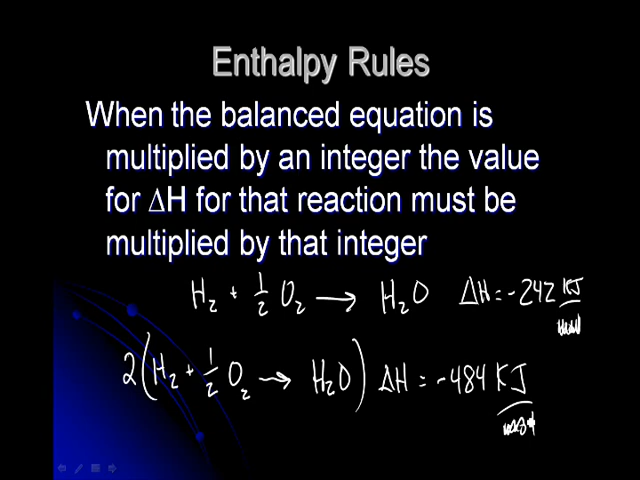 Enthalpy Rules
When the balanced equation is
multiplied by an integer the value
for ΔH for that reaction must be
multiplied by that integer
H₂ + 1/2 O₂ → H₂O ΔH = -242 KJ
2(H₂ + 1/2 O₂ → H₂O) ΔH = -484 KJ